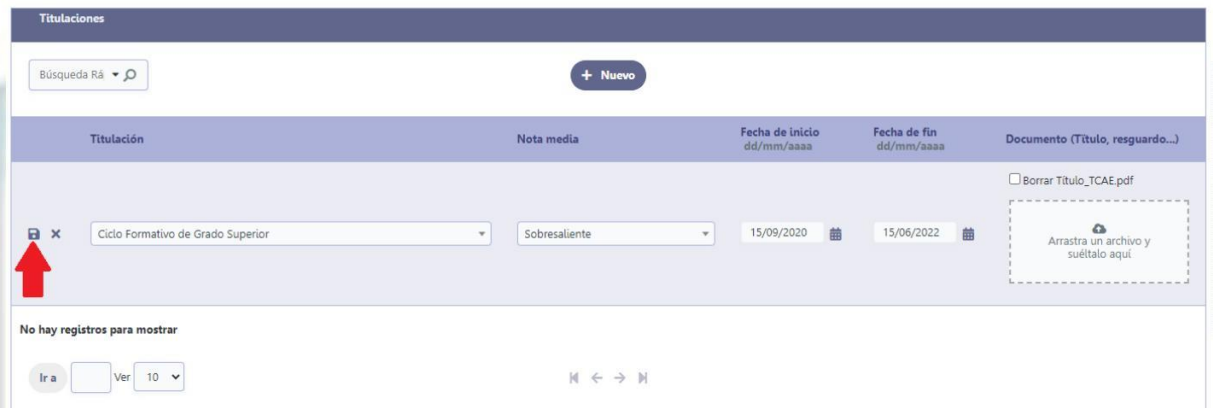 Titulaciones
Búsqueda Rá
+ Nuevo
Titulación
Nota media
Fecha de inicio
dd/mm/aaaa
Fecha de fin
dd/mm/aaaa
Documento (Título, resguardo...)
Borrar Título_TCAE.pdf
Ciclo Formativo de Grado Superior
Sobresaliente
15/09/2020
15/06/2022
Arrastra un archivo y
suéltalo aquí
No hay registros para mostrar
Ir a
Ver 10